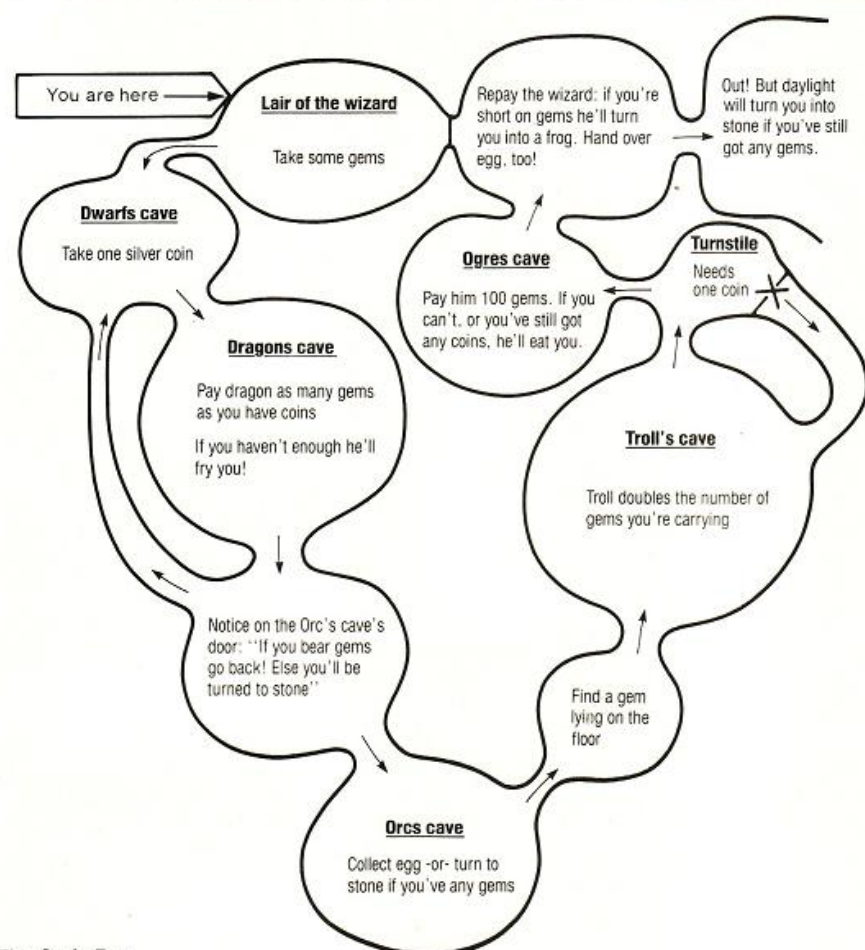 You are here
Lair of the wizard
Take some gems
Repay the wizard: if you're
short on gems he'll turn
you into a frog. Hand over
egg, too!
Out! But daylight
will turn you into
stone if you've still
got any gems.
Dwarfs cave
Take one silver coin
Ogres cave
Pay him 100 gems. If you
can't, or you've still got
any coins, he'll eat you.
Turnstile
Needs
one coin
Dragons cave
Pay dragon as many gems
as you have coins
If you haven't enough he'll
fry you!
Troll's cave
Troll doubles the number of
gems you're carrying
Notice on the Orc's cave's
door: "If you bear gems
go back! Else you'll be
turned to stone"
Find a gem
lying on the
floor
Orcs cave
Collect egg -or- turn to
stone if you've any gems